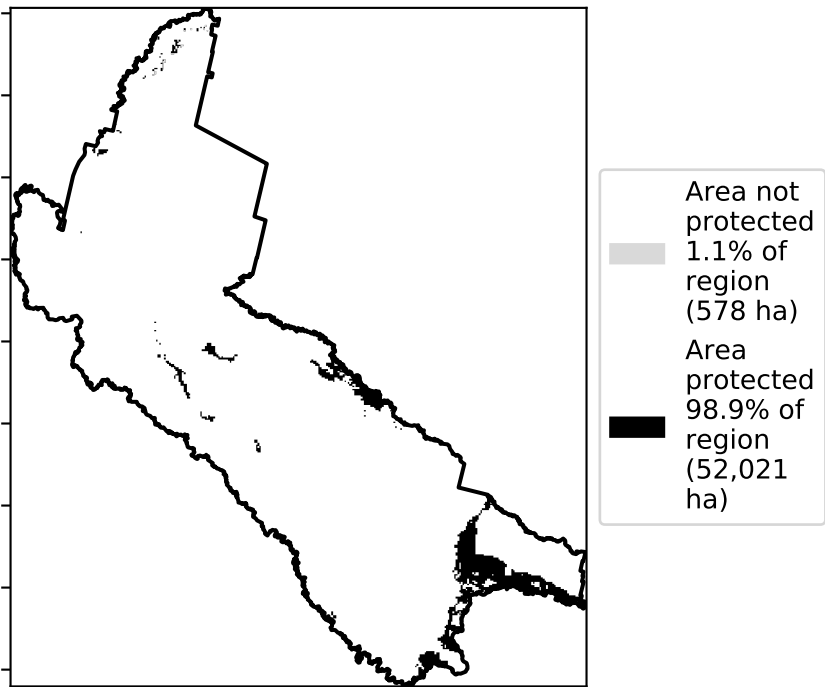 Area not
protected
1.1% of
region
(578 ha)
Area
protected
98.9% of
region
(52,021
ha)